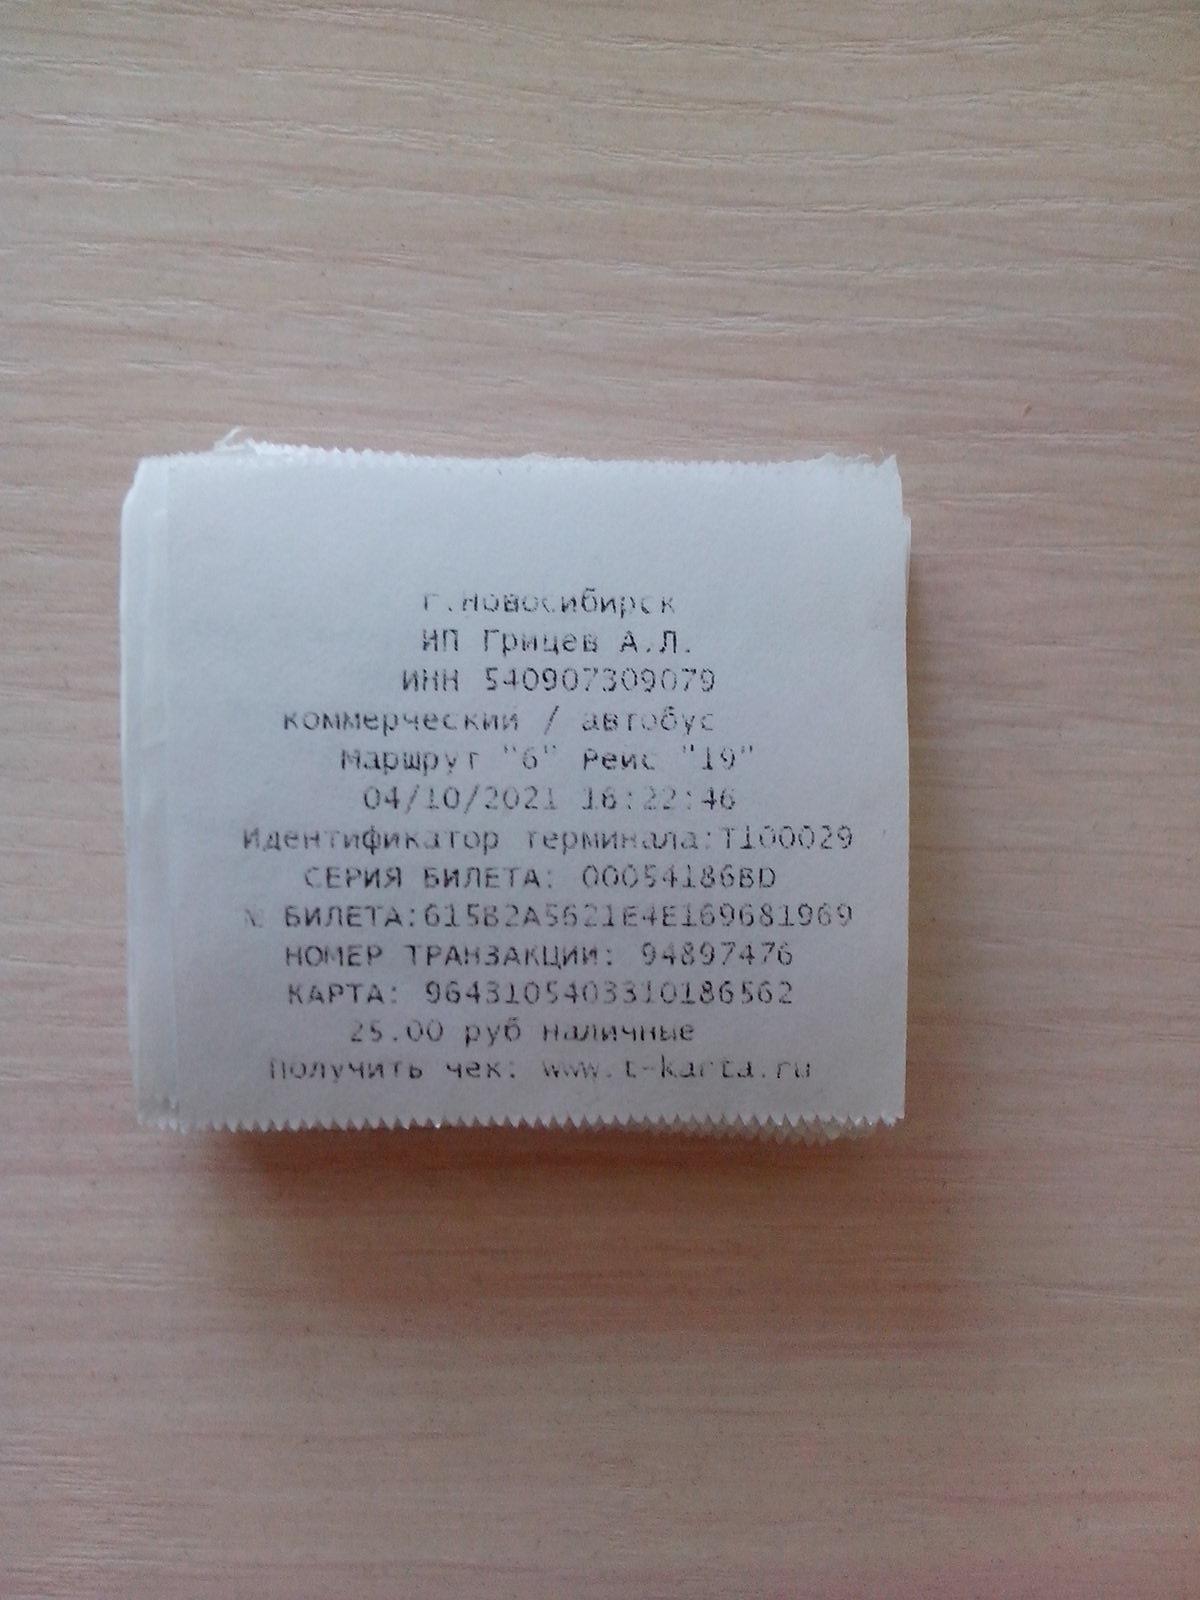 г.Новосибирск
ИП Грицев А.Л.
ИНН 540907309079
коммерческий / автобус
Маршрут "6" Рейс "19"
04/10/2021 18:22:46
Идентификатор терминала:T100029
СЕРИЯ БИЛЕТА: 00054186BD
№ БИЛЕТА:615B2A5621E4E169681969
НОМЕР ТРАНЗАКЦИИ: 94897476
КАРТА: 9643105403310186562
25.00 руб наличные
Получить чек: www.t-karta.ru